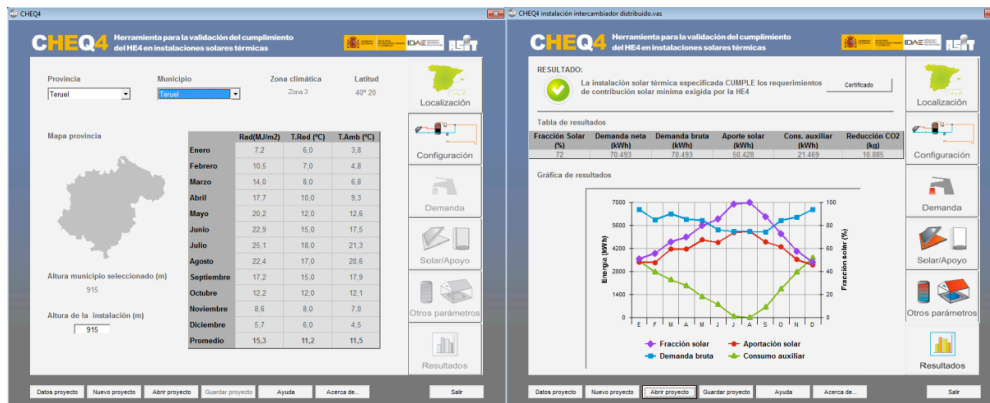 CHEQ4
CHEQ4
Herramienta para la validación del cumplimiento
del HE4 en instalaciones solares térmicas
IDAE
ASIT
Provincia
Municipio
Zona climática
Latitud
Teruel
Teruel
Zona 3
40° 20
Mapa provincia
Rad(MJ/m2) T.Red (ºC) T.Amb (ºC)
Enero 7,2 6,0 3,8
Febrero 10,5 7,0 4,8
Marzo 14,0 8,0 6,8
Abril 17,7 10,0 9,3
Mayo 20,2 12,0 12,6
Junio 22,9 15,0 17,5
Julio 25,1 18,0 21,3
Agosto 22,4 17,0 20,6
Septiembre 17,2 15,0 17,9
Octubre 12,2 12,0 12,1
Noviembre 8,6 8,0 7,0
Diciembre 5,7 6,0 4,5
Promedio 15,3 11,2 11,5
Altura municipio seleccionado (m)
915
Altura de la instalación (m)
915
Localización
Configuración
Demanda
Solar/Apoyo
Otros parámetros
Resultados
Datos proyecto
Nuevo proyecto
Abrir proyecto
Guardar proyecto
Ayuda
Acerca de...
Salir
CHEQ4 instalación intercambiador distribuido.vas
CHEQ4
Herramienta para la validación del cumplimiento
del HE4 en instalaciones solares térmicas
IDAE
ASIT
RESULTADO:
La instalación solar térmica especificada CUMPLE los requerimientos
de contribución solar mínima exigida por la HE4
Certificado
Tabla de resultados
Fracción Solar (%) Demanda neta (kWh) Demanda bruta (kWh) Aporte solar (kWh) Cons. auxiliar (kWh) Reducción CO2 (kg)
72 70.493 70.493 50.428 21.469 10.885
Gráfica de resultados
7000
5600
4200
2800
1400
0
Energía (kWh)
100
80
60
40
20
0
Fracción solar (%)
E F M A M J J A S O N D
Fracción solar
Aportación solar
Demanda bruta
Consumo auxiliar
Localización
Configuración
Demanda
Solar/Apoyo
Otros parámetros
Resultados
Datos proyecto
Nuevo proyecto
Abrir proyecto
Guardar proyecto
Ayuda
Acerca de...
Salir